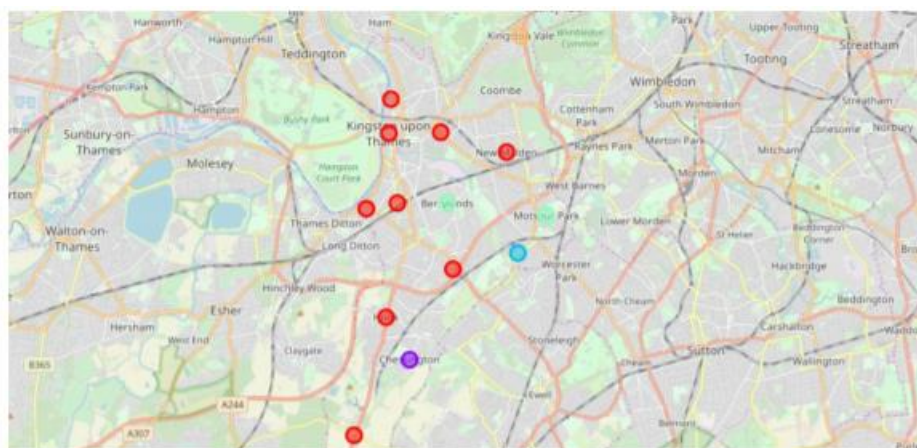 Hanworth
Ham
Kingston Vale
Wimbledon
Common
Park
Upper Tooting
Hampton Hill
Teddington
Streatham
Kempton Park
Wimbledon
Tooting
Hampton
Bushy Park
Coombe
Cottenham
Park
South Wimbledon
Streatham
Sunbury-on-
Thames
Kingston upon
Thames
Lonesome
Norbury
Raynes Park
Merton Park
Mitcham
Molesey
Hampton
Court Park
Morden
West Barnes
Motspur Park
Thames Ditton
Lower Morden
Beddington
Corner
Walton-on-
Thames
Long Ditton
St Helier
Worcester
Park
Hackbridge
Hinchley Wood
North Cheam
Beddington
Esher
Hersham
Carshalton
West End
Claygate
Stoneleigh
Cheam
Sutton
Wallington
B365
Ewell
A244
Belmont
A307